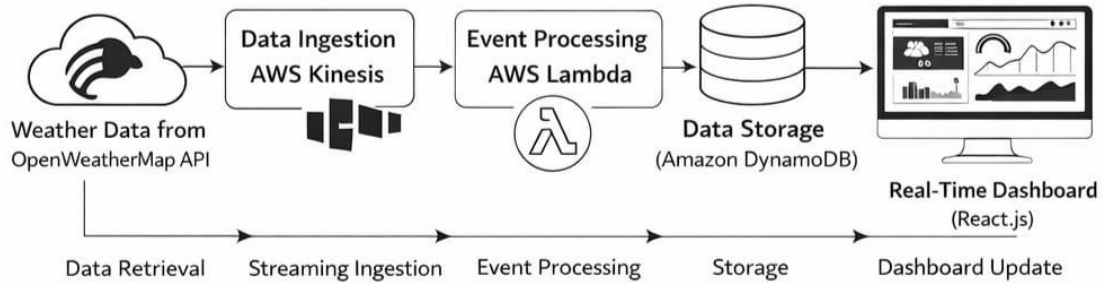 Data Ingestion
AWS Kinesis
Event Processing
AWS Lambda
λ
Weather Data from
OpenWeatherMap API
Data Storage
(Amazon DynamoDB)
Real-Time Dashboard
(React.js)
Data Retrieval
Streaming Ingestion
Event Processing
Storage
Dashboard Update